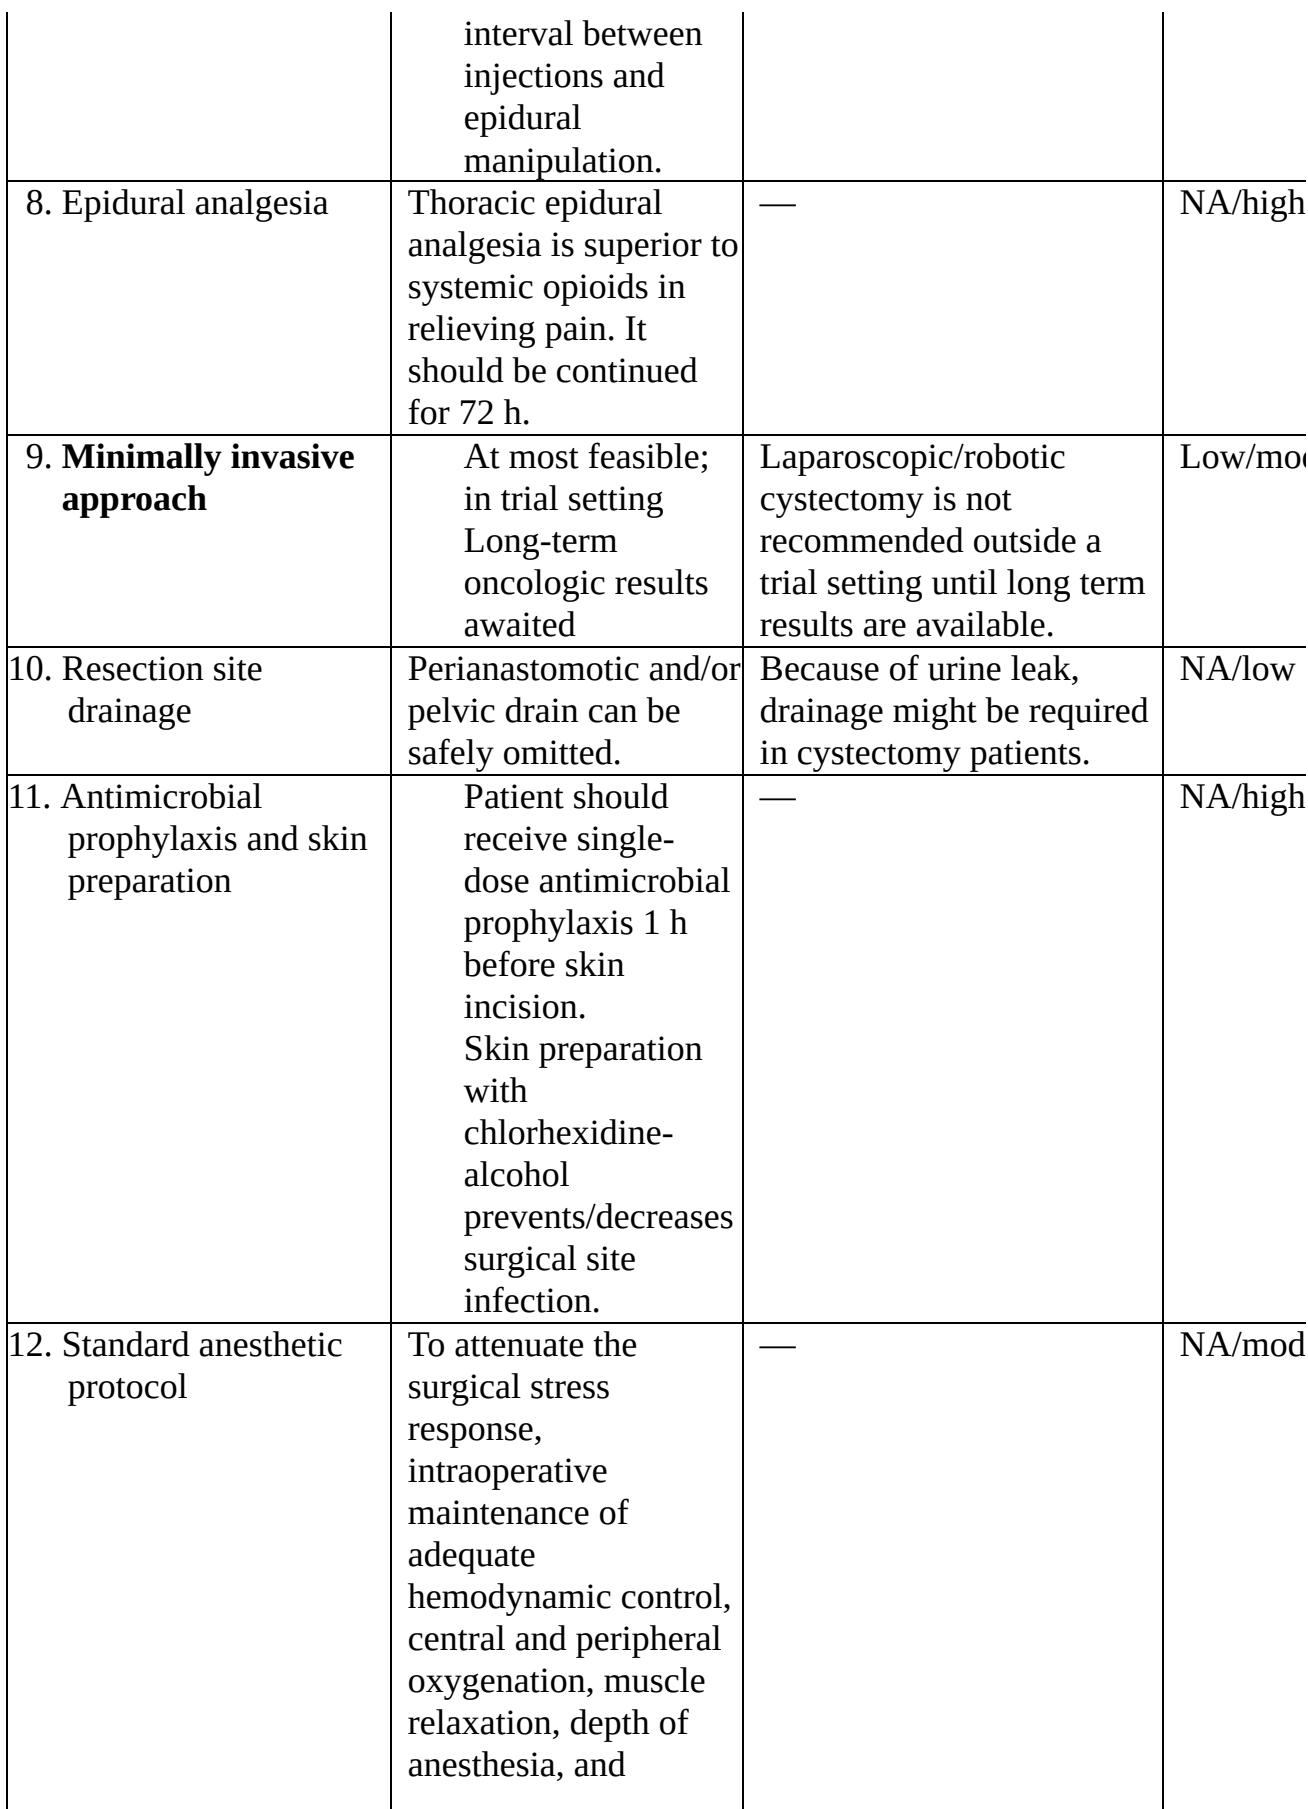 interval between
injections and
epidural
manipulation.
8. Epidural analgesia
Thoracic epidural
analgesia is superior to
systemic opioids in
relieving pain. It
should be continued
for 72 h.
—
NA/high
9. Minimally invasive
approach
At most feasible;
in trial setting
Long-term
oncologic results
awaited
Laparoscopic/robotic
cystectomy is not
recommended outside a
trial setting until long term
results are available.
Low/mod
10. Resection site
drainage
Perianastomotic and/or
pelvic drain can be
safely omitted.
Because of urine leak,
drainage might be required
in cystectomy patients.
NA/low
11. Antimicrobial
prophylaxis and skin
preparation
Patient should
receive single-
dose antimicrobial
prophylaxis 1 h
before skin
incision.
Skin preparation
with
chlorhexidine-
alcohol
prevents/decreases
surgical site
infection.
—
NA/high
12. Standard anesthetic
protocol
To attenuate the
surgical stress
response,
intraoperative
maintenance of
adequate
hemodynamic control,
central and peripheral
oxygenation, muscle
relaxation, depth of
anesthesia, and
—
NA/mod